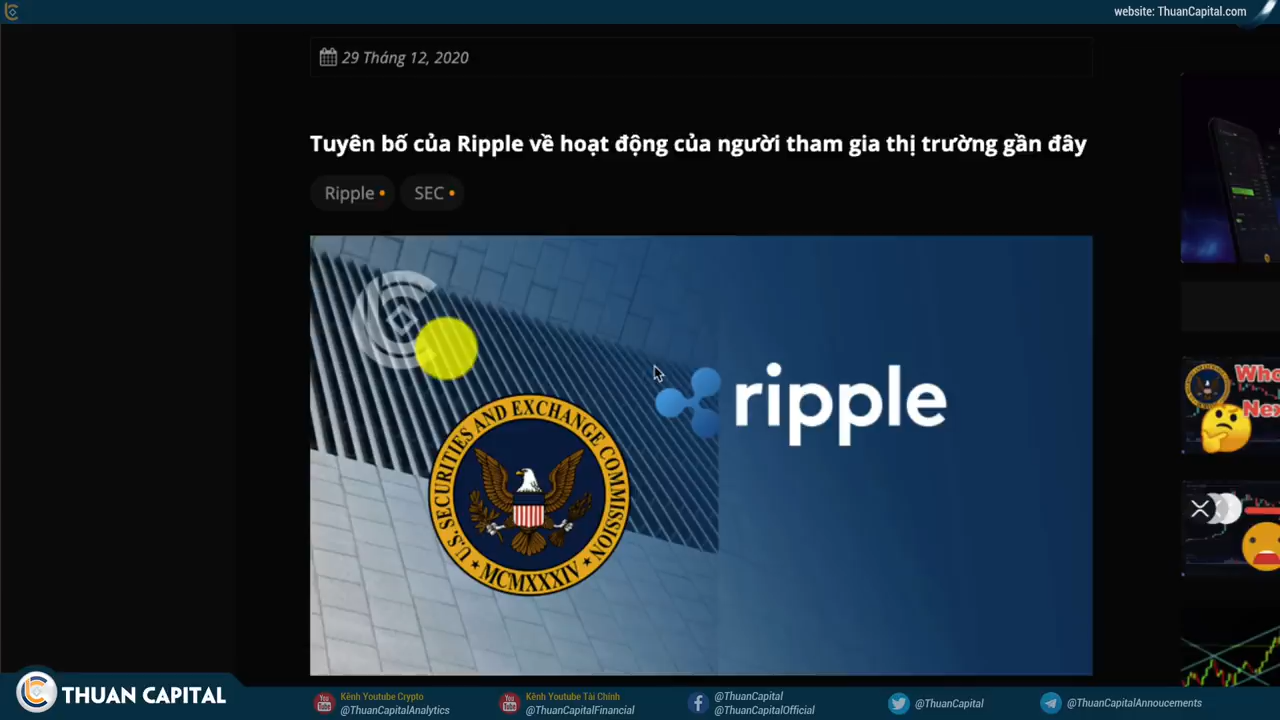 website: ThuanCapital.com
29 Tháng 12, 2020
Tuyên bố của Ripple về hoạt động của người tham gia thị trường gần đây
Ripple
SEC
ripple
U.S. SECURITIES AND EXCHANGE COMMISSION
MCMXXXIV
THUAN CAPITAL
Kênh Youtube Crypto
@ThuanCapitalAnalytics
Kênh Youtube Tài Chính
@ThuanCapitalFinancial
@ThuanCapital
@ThuanCapitalOfficial
@ThuanCapital
@ThuanCapitalAnnoucements